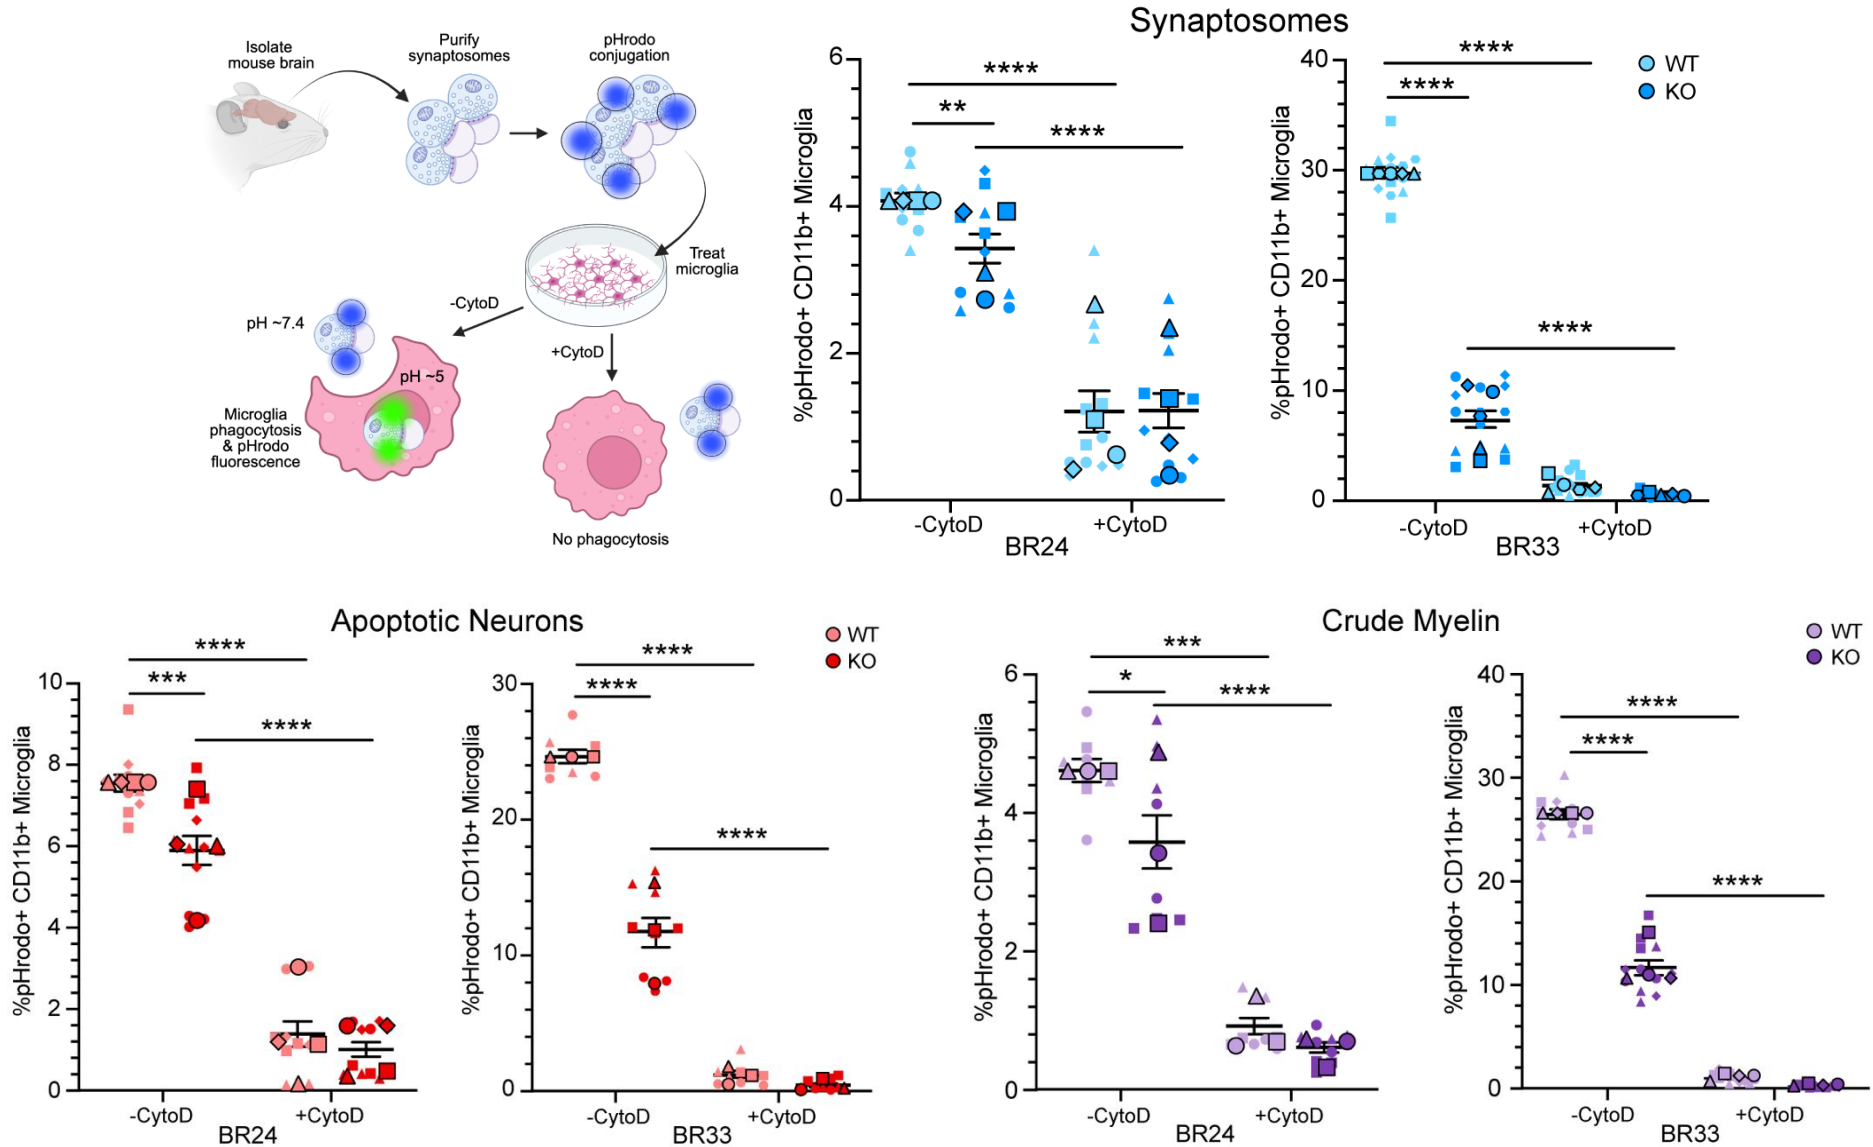 Isolate
mouse brain
Purify
synaptosomes
pHrodo
conjugation
Treat
microglia
-CytoD
+CytoD
pH ~7.4
pH ~5
Microglia
phagocytosis
& pHrodo
fluorescence
No phagocytosis
Synaptosomes
%pHrodo+ CD11b+ Microglia
6
4
2
0
****
**
****
-CytoD
+CytoD
BR24
%pHrodo+ CD11b+ Microglia
40
30
20
10
0
****
****
****
-CytoD
+CytoD
BR33
WT
KO
Apoptotic Neurons
%pHrodo+ CD11b+ Microglia
10
8
6
4
2
0
****
***
****
-CytoD
+CytoD
BR24
%pHrodo+ CD11b+ Microglia
30
20
10
0
****
****
****
-CytoD
+CytoD
BR33
WT
KO
Crude Myelin
%pHrodo+ CD11b+ Microglia
6
4
2
0
***
*
****
-CytoD
+CytoD
BR24
%pHrodo+ CD11b+ Microglia
40
30
20
10
0
****
****
****
-CytoD
+CytoD
BR33
WT
KO